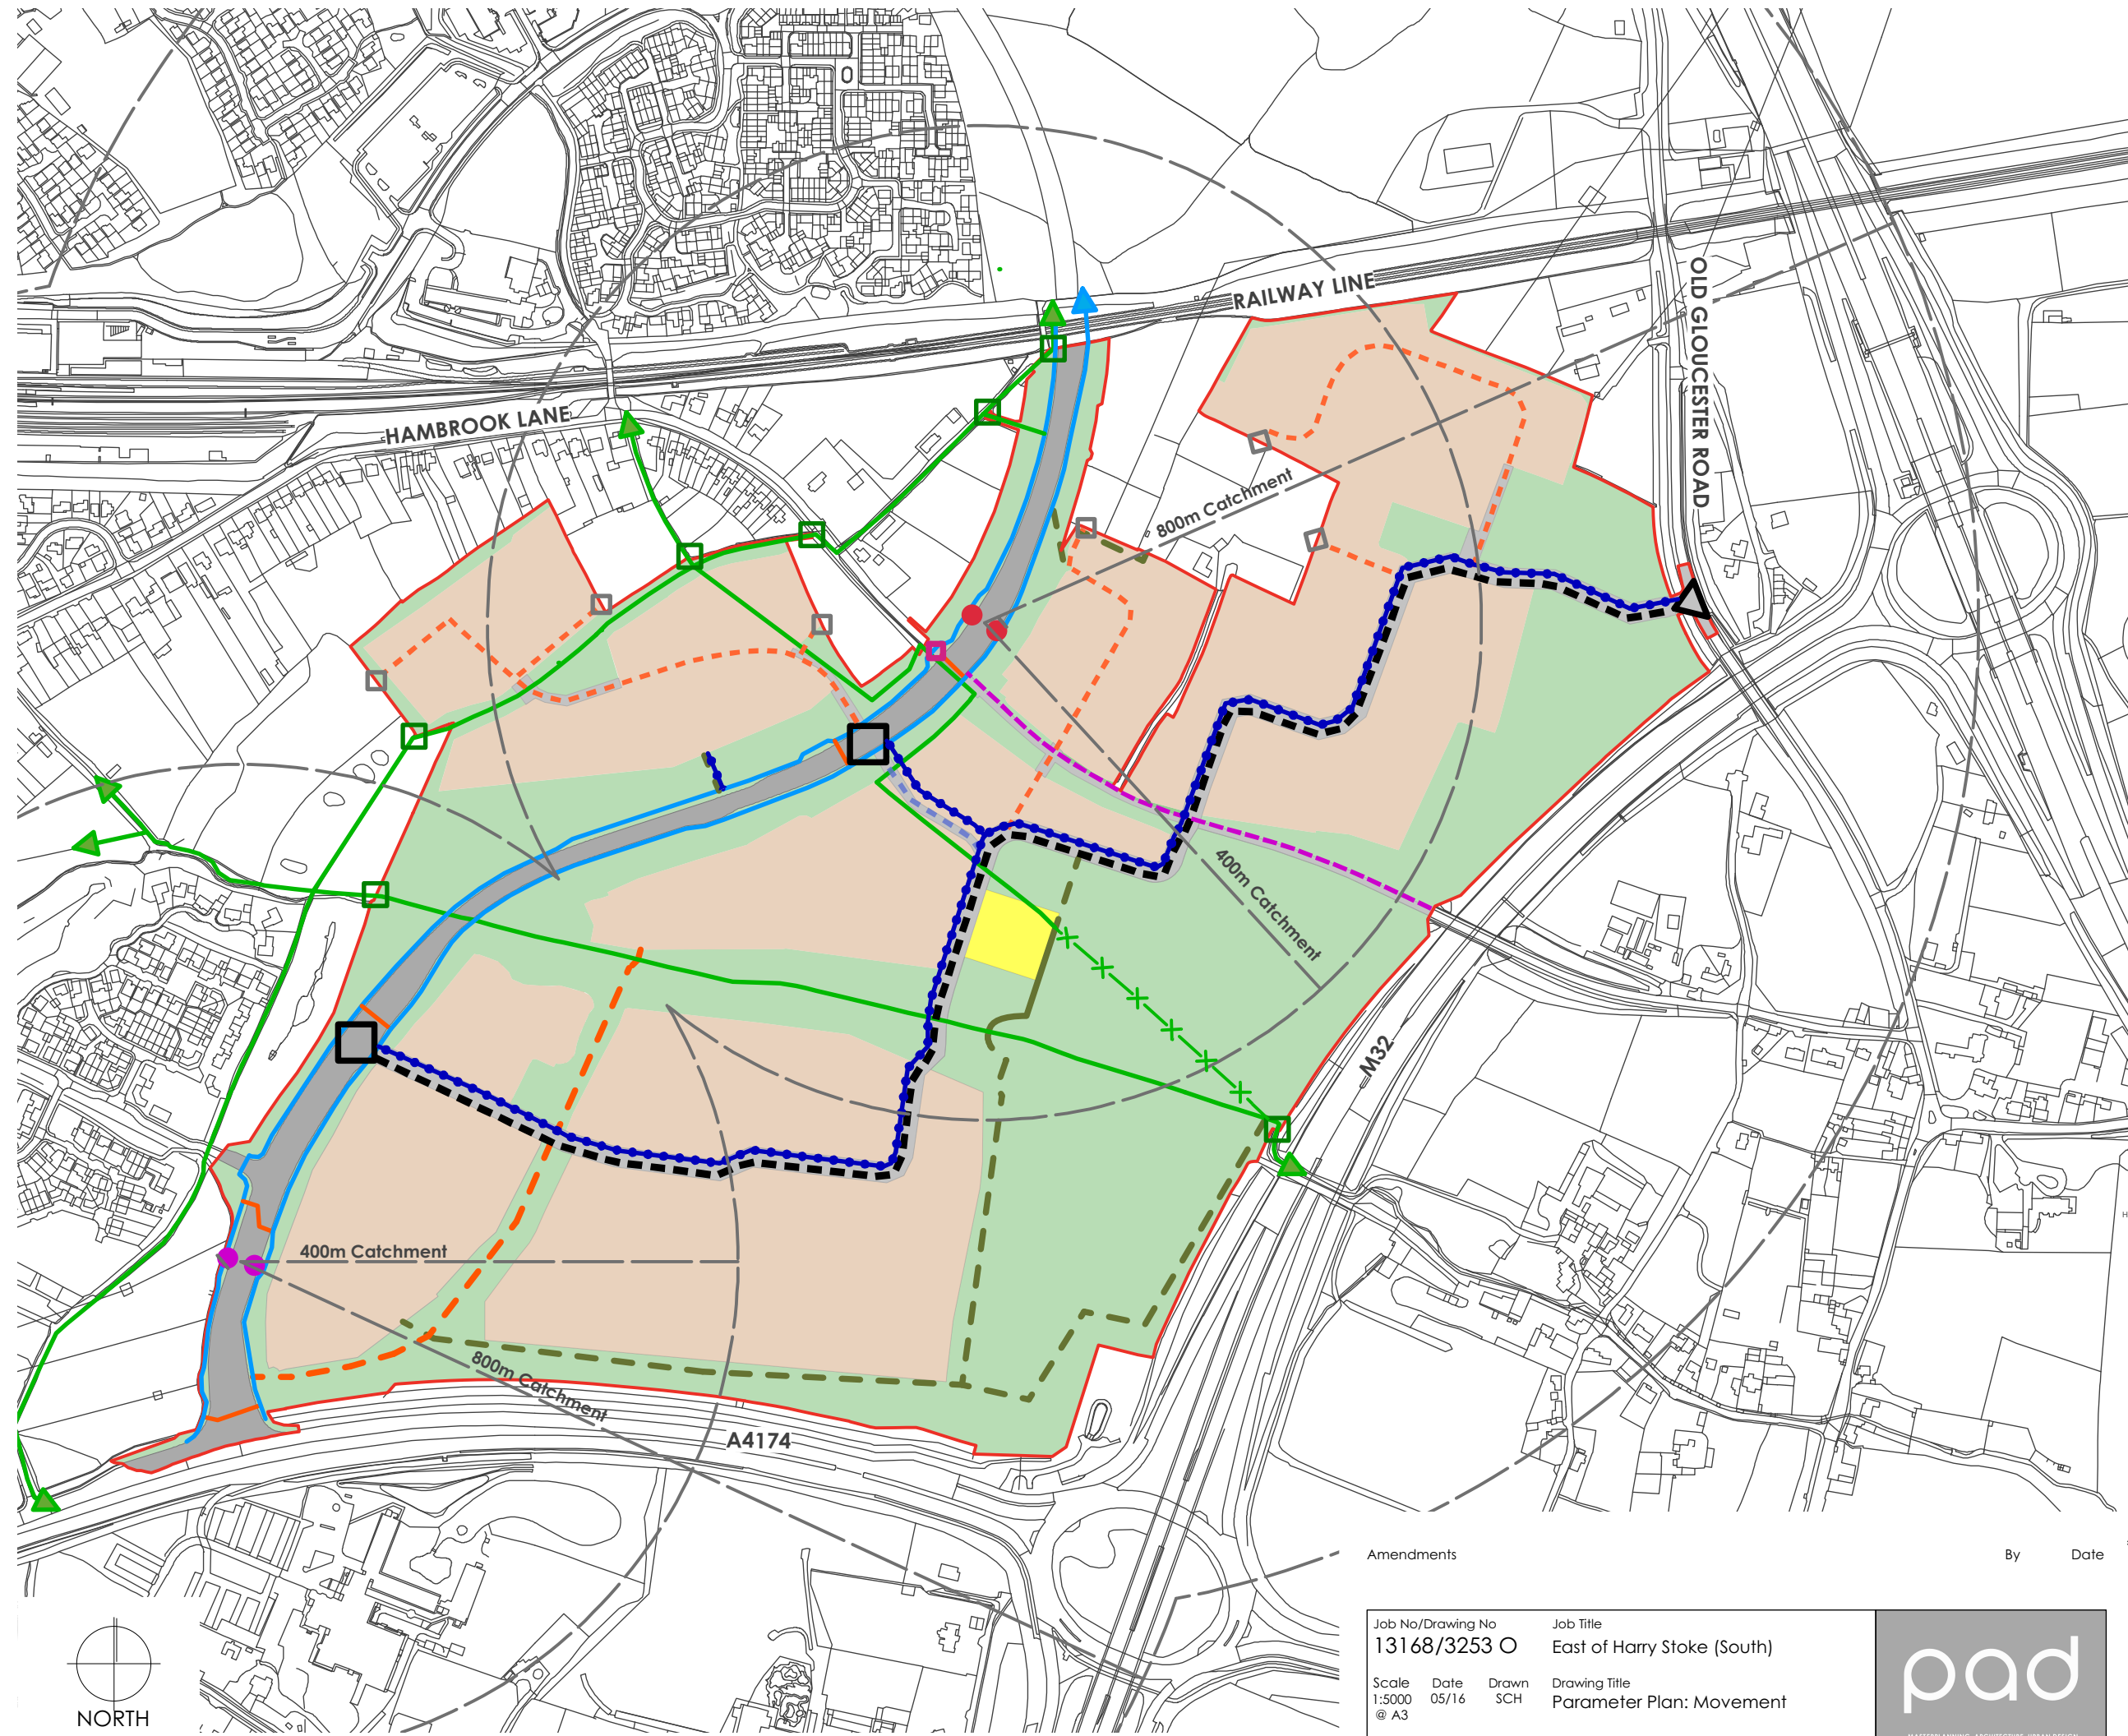 RAILWAY LINE
OLD GLOUCESTER ROAD
HAMBROOK LANE
800m Catchment
400m Catchment
M32
400m Catchment
800m Catchment
A4174
NORTH
Amendments By Date
Job No/Drawing No Job Title
13168/3253 O East of Harry Stoke (South)
Scale Date Drawn Drawing Title
1:5000 05/16 SCH Parameter Plan: Movement
@ A3
pad